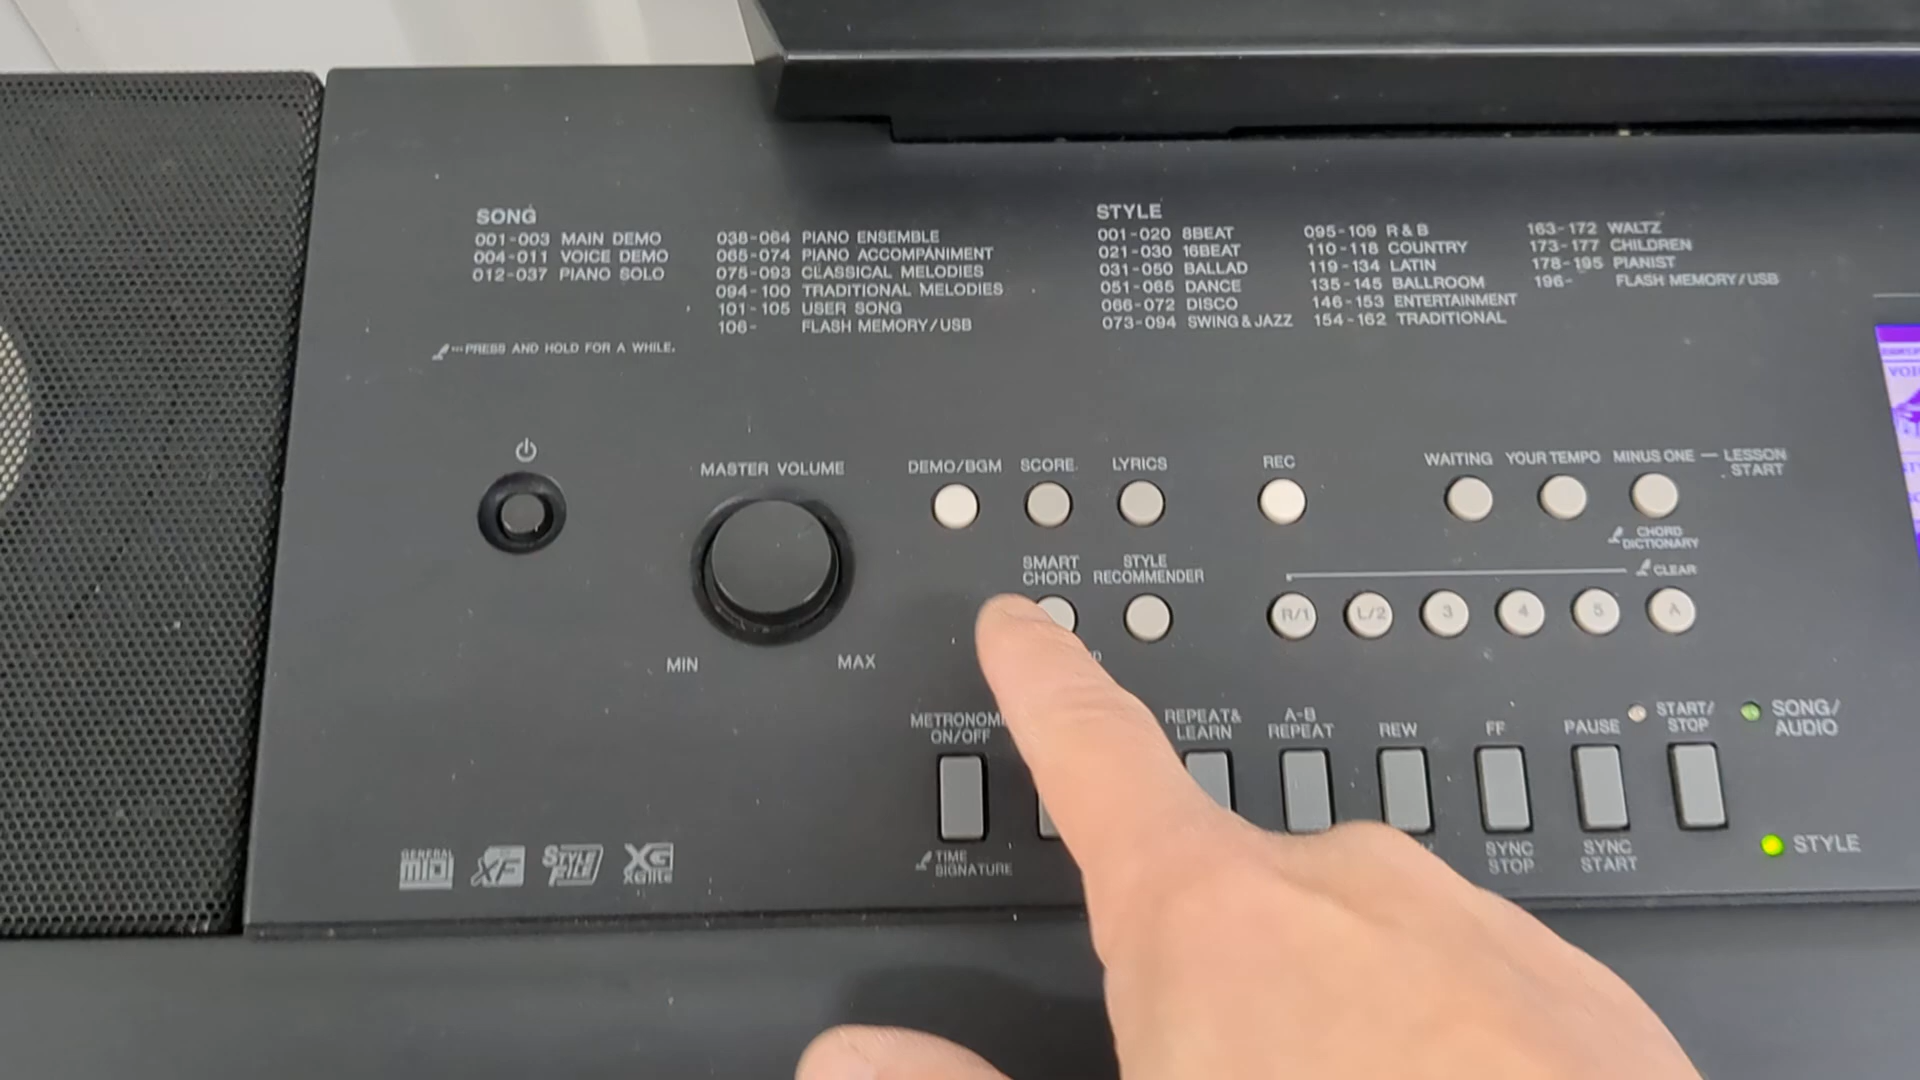 SONG
001-003 MAIN DEMO
004-011 VOICE DEMO
012-037 PIANO SOLO
038-064 PIANO ENSEMBLE
065-074 PIANO ACCOMPANIMENT
075-093 CLASSICAL MELODIES
094-100 TRADITIONAL MELODIES
101-105 USER SONG
106- FLASH MEMORY/USB
PRESS AND HOLD FOR A WHILE.
STYLE
001-020 8BEAT
021-030 16BEAT
031-050 BALLAD
051-065 DANCE
066-072 DISCO
073-094 SWING & JAZZ
095-109 R & B
110-118 COUNTRY
119-134 LATIN
135-145 BALLROOM
146-153 ENTERTAINMENT
154-162 TRADITIONAL
163-172 WALTZ
173-177 CHILDREN
178-195 PIANIST
196- FLASH MEMORY/USB
MASTER VOLUME
MIN
MAX
DEMO/BGM
SCORE
LYRICS
REC
WAITING
YOUR TEMPO
MINUS ONE
LESSON
START
CHORD
DICTIONARY
SMART
CHORD
STYLE
RECOMMENDER
CLEAR
R/1
L/2
3
4
5
A
METRONOME
ON/OFF
REPEAT&
LEARN
A-B
REPEAT
REW
FF
PAUSE
START/
STOP
SONG/
AUDIO
TIME
SIGNATURE
SYNC
STOP
SYNC
START
STYLE
GENERAL
MIDI
XF
STYLE
FILE
XG
XGlite